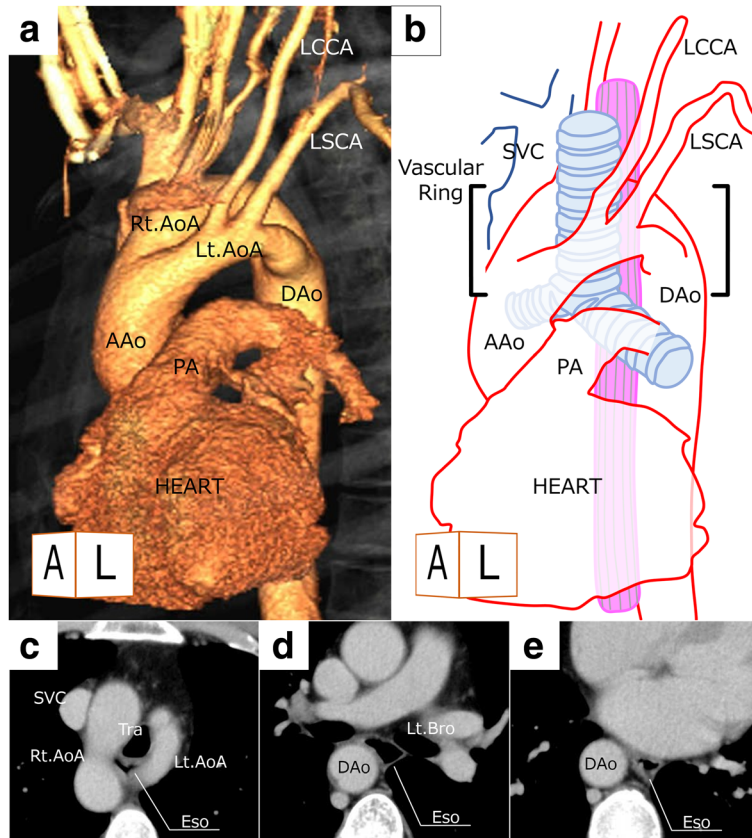 a
LCCA
LSCA
Rt.AoA
Lt.AoA
DAo
AAo
PA
HEART
A
L
b
LCCA
SVC
LSCA
Vascular
Ring
DAo
AAo
PA
HEART
A
L
c
SVC
Tra
Rt.AoA
Lt.AoA
Eso
d
Lt.Bro
DAo
Eso
e
DAo
Eso